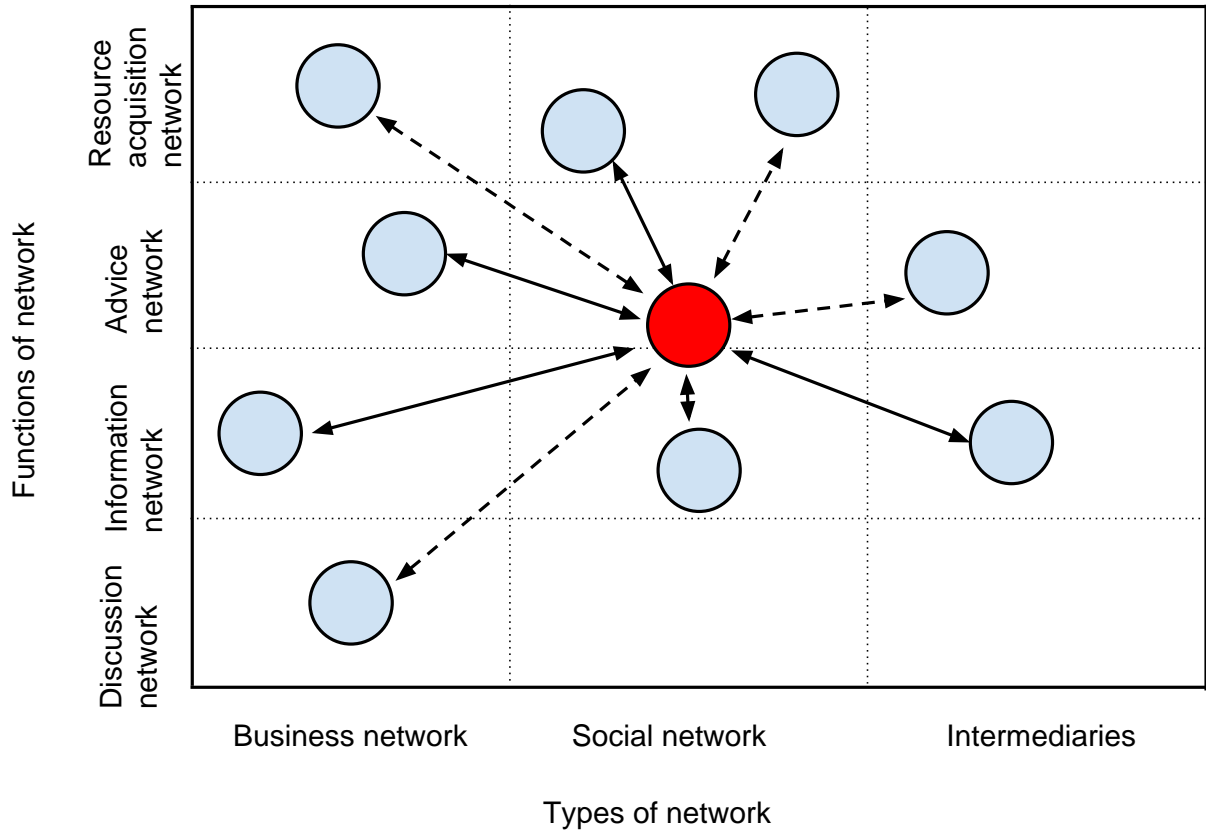 Functions of network
Resource
acquisition
network
Advice
network
Information
network
Discussion
network
Business network
Social network
Intermediaries
Types of network